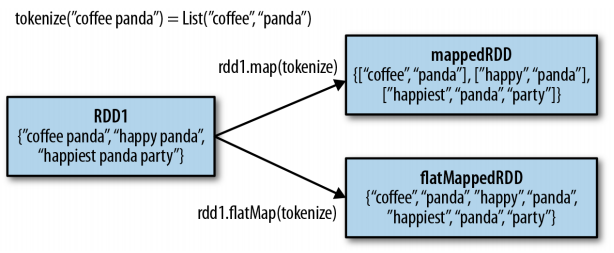 tokenize("coffee panda") = List("coffee", “panda”)
rdd1.map(tokenize)
mappedRDD
{[“coffee”, “panda”], [”happy”, “panda”],
[”happiest”, “panda”, “party”]}
RDD1
{”coffee panda”, “happy panda”,
“happiest panda party”}
flatMappedRDD
{“coffee”, “panda”, ”happy”, “panda”,
”happiest”, “panda”, “party”}
rdd1.flatMap(tokenize)